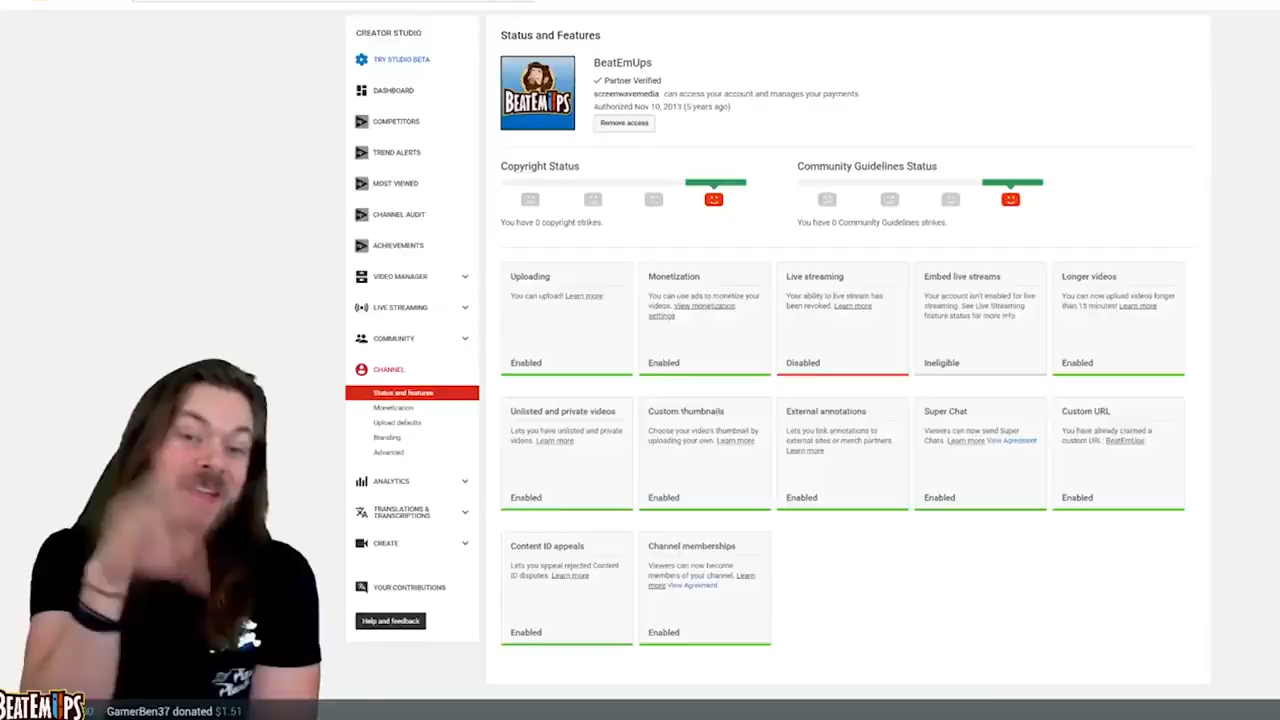 CREATOR STUDIO
TRY STUDIO BETA
DASHBOARD
COMPETITORS
TREND ALERTS
MOST VIEWED
CHANNEL AUDIT
ACHIEVEMENTS
VIDEO MANAGER
LIVE STREAMING
COMMUNITY
CHANNEL
Status and features
Monetization
Upload defaults
Branding
Advanced
ANALYTICS
TRANSLATIONS &
TRANSCRIPTIONS
CREATE
YOUR CONTRIBUTIONS
Help and feedback
Status and Features
BEATEMUPS
BeatEmUps
Partner Verified
screenwavemedia can access your account and manages your payments
Authorized Nov 10, 2013 (5 years ago)
Remove access
Copyright Status
You have 0 copyright strikes.
Community Guidelines Status
You have 0 Community Guidelines strikes.
Uploading
You can upload! Learn more
Enabled
Monetization
You can use ads to monetize your
videos. View monetization
settings
Enabled
Live streaming
Your ability to live stream has
been revoked. Learn more
Disabled
Embed live streams
Your account isn't enabled for live
streaming. See Live Streaming
feature status for more info.
Ineligible
Longer videos
You can now upload videos longer
than 15 minutes! Learn more
Enabled
Unlisted and private videos
Lets you have unlisted and private
videos. Learn more
Enabled
Custom thumbnails
Choose your video's thumbnail by
uploading your own. Learn more
Enabled
External annotations
Lets you link annotations to
external sites or merch partners.
Learn more
Enabled
Super Chat
Viewers can now send Super
Chats. Learn more View Agreement
Enabled
Custom URL
You have already claimed a
custom URL: BeatEmUps
Enabled
Content ID appeals
Lets you appeal rejected Content
ID disputes. Learn more
Enabled
Channel memberships
Viewers can now become
members of your channel. Learn
more View Agreement
Enabled
BEATEMUPS
GamerBen37 donated $1.51